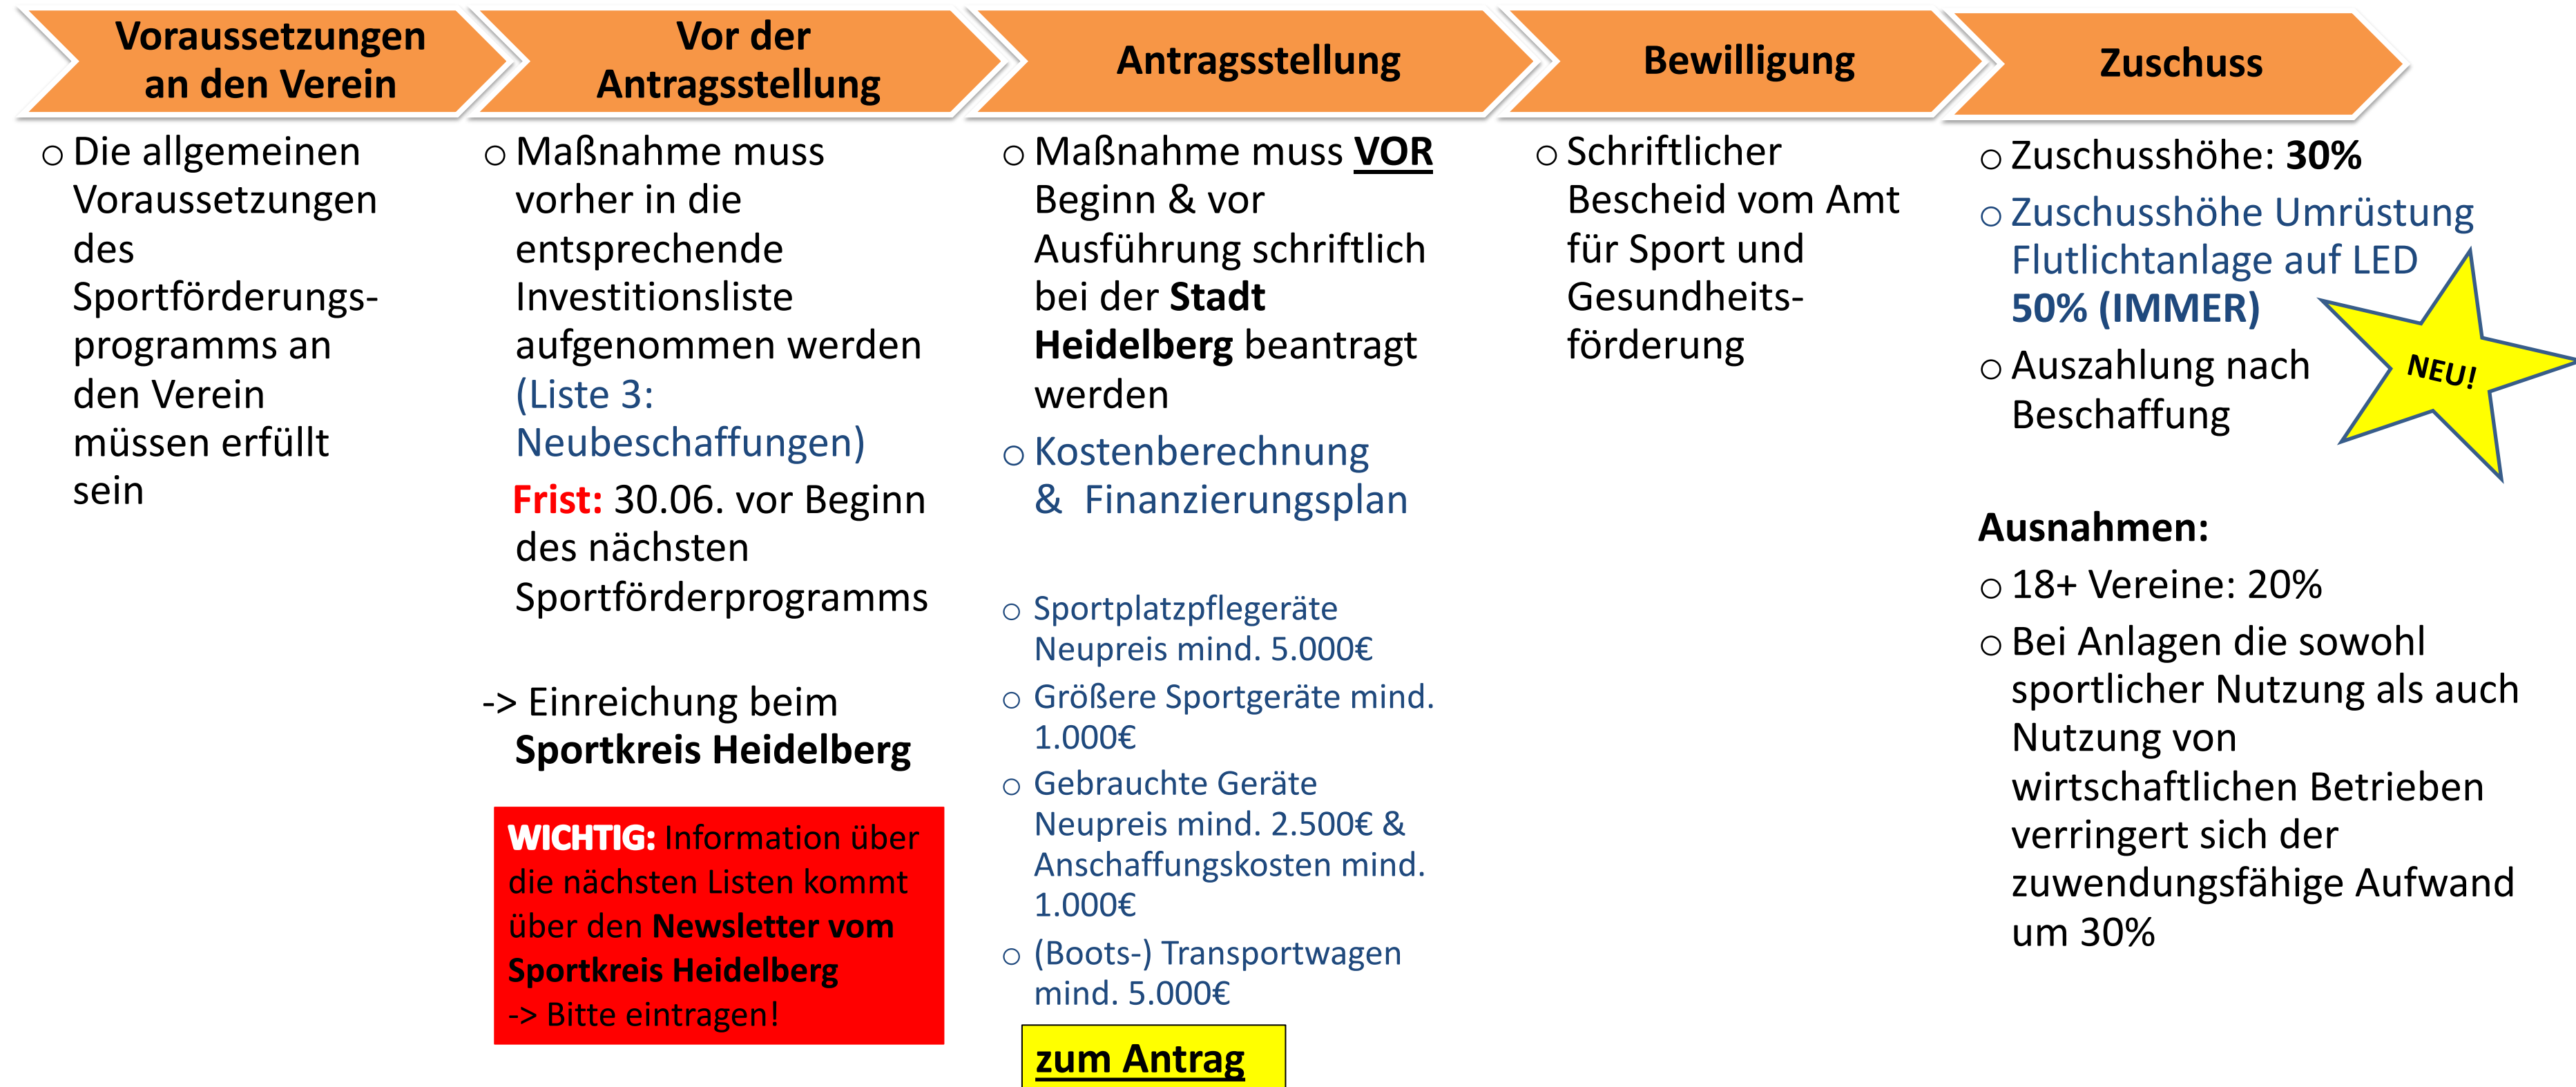 Voraussetzungen
an den Verein
Vor der
Antragsstellung
Antragsstellung
Bewilligung
Zuschuss
o Die allgemeinen
Voraussetzungen
des
Sportförderungs-
programms an
den Verein
müssen erfüllt
sein
o Maßnahme muss
vorher in die
entsprechende
Investitionsliste
aufgenommen werden
(Liste 3:
Neubeschaffungen)
Frist: 30.06. vor Beginn
des nächsten
Sportförderprogramms
-> Einreichung beim
Sportkreis Heidelberg
WICHTIG: Information über
die nächsten Listen kommt
über den Newsletter vom
Sportkreis Heidelberg
-> Bitte eintragen!
o Maßnahme muss VOR
Beginn & vor
Ausführung schriftlich
bei der Stadt
Heidelberg beantragt
werden
o Kostenberechnung
& Finanzierungsplan
o Sportplatzpflegeräte
Neupreis mind. 5.000€
o Größere Sportgeräte mind.
1.000€
o Gebrauchte Geräte
Neupreis mind. 2.500€ &
Anschaffungskosten mind.
1.000€
o (Boots-) Transportwagen
mind. 5.000€
zum Antrag
o Schriftlicher
Bescheid vom Amt
für Sport und
Gesundheits-
förderung
o Zuschusshöhe: 30%
o Zuschusshöhe Umrüstung
Flutlichtanlage auf LED
50% (IMMER)
NEU!
o Auszahlung nach
Beschaffung
Ausnahmen:
o 18+ Vereine: 20%
o Bei Anlagen die sowohl
sportlicher Nutzung als auch
Nutzung von
wirtschaftlichen Betrieben
verringert sich der
zuwendungsfähige Aufwand
um 30%